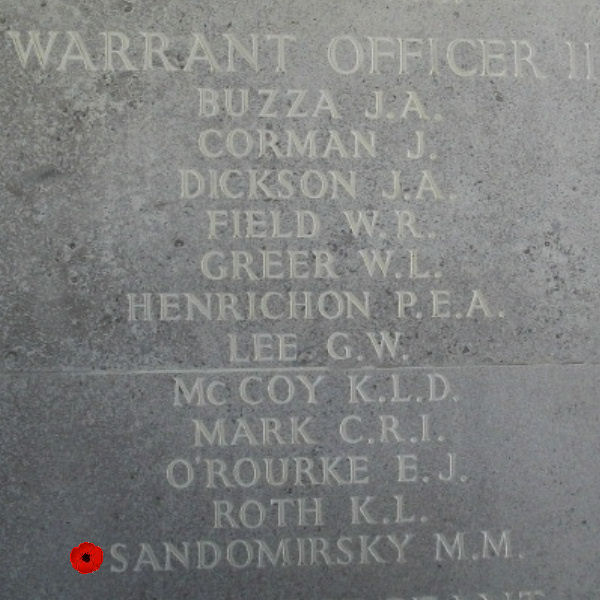 WARRANT OFFICER II
BUZZA J.A.
CORMAN J.
DICKSON J.A.
FIELD W.R.
GREER W.L.
HENRICHON P.E.A.
LEE G.W.
McCOY K.L.D.
MARK C.R.I.
O'ROURKE E.J.
ROTH K.L.
SANDOMIRSKY M.M